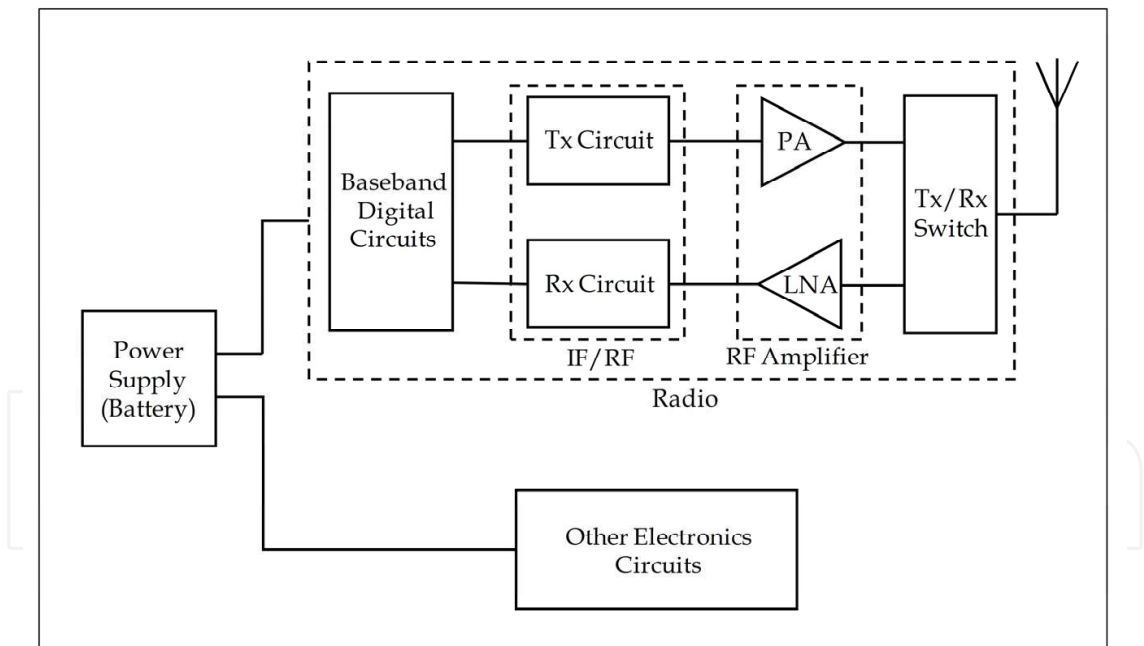 Baseband
Digital
Circuits
Tx Circuit
Rx Circuit
IF/RF
PA
LNA
RF Amplifier
Tx/Rx
Switch
Radio
Power
Supply
(Battery)
Other Electronics
Circuits